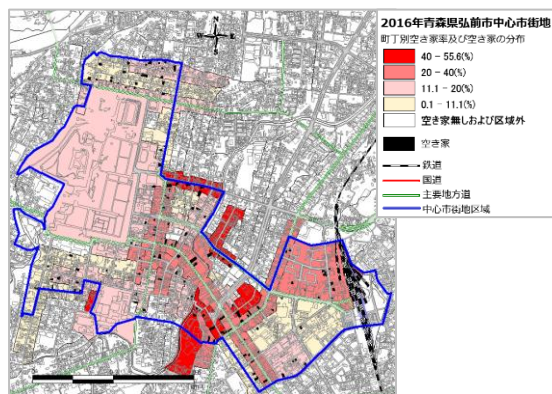 2016年青森県弘前市中心市街地
町丁別空き家率及び空き家の分布
40 - 55.6(%)
20 - 40(%)
11.1 - 20(%)
0.1 - 11.1(%)
空き家無しおよび区域外
空き家
鉄道
国道
主要地方道
中心市街地区域
N
W
E
S